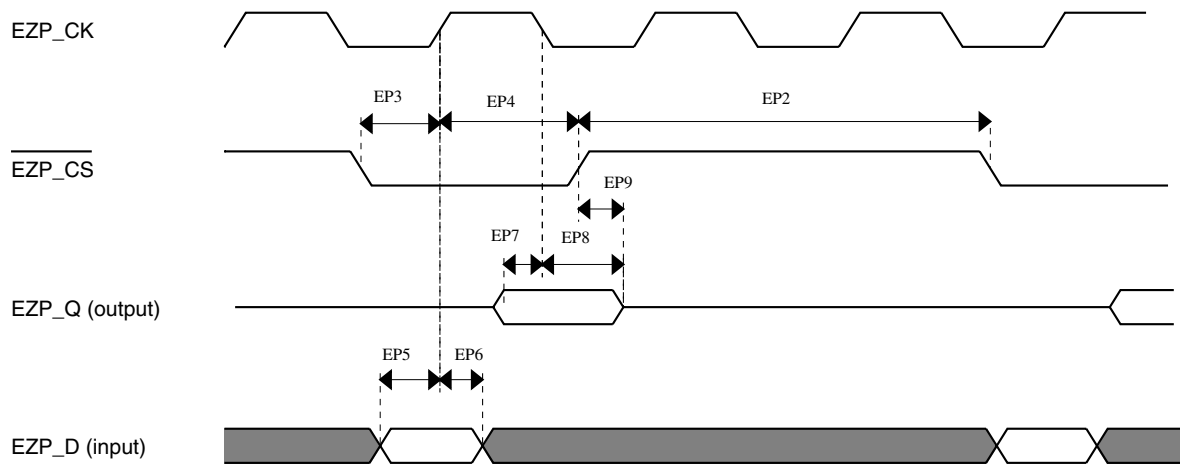 EZP_CK
EP3
EP4
EP2
EZP_CS
EP9
EP7
EP8
EZP_Q (output)
EP5
EP6
EZP_D (input)